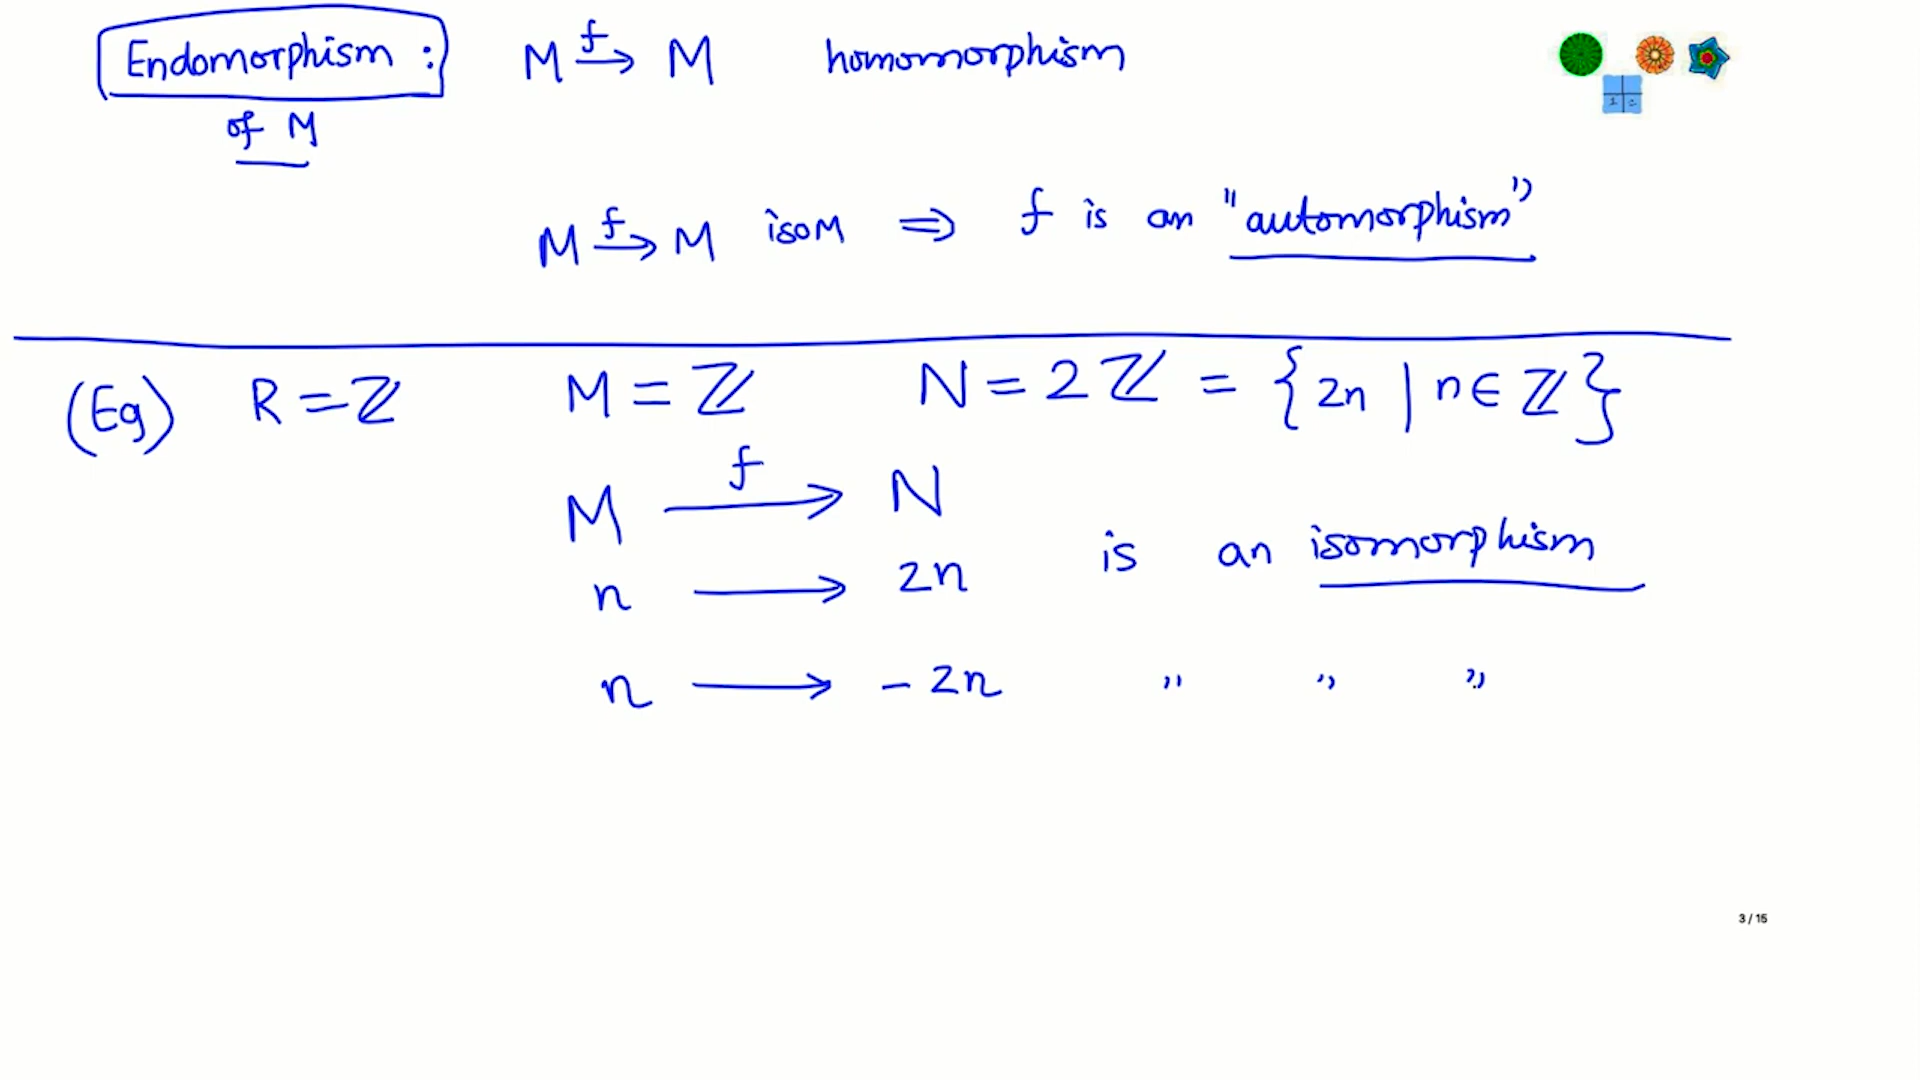 Endomorphism : M f→ M homomorphism
of M
M f→ M isom ⇒ f is an "automorphism"
(Eg) R = ℤ M = ℤ N = 2ℤ = {2n | n ∈ ℤ}
M f→ N
n → 2n is an isomorphism
n → -2n " " "
3 / 15